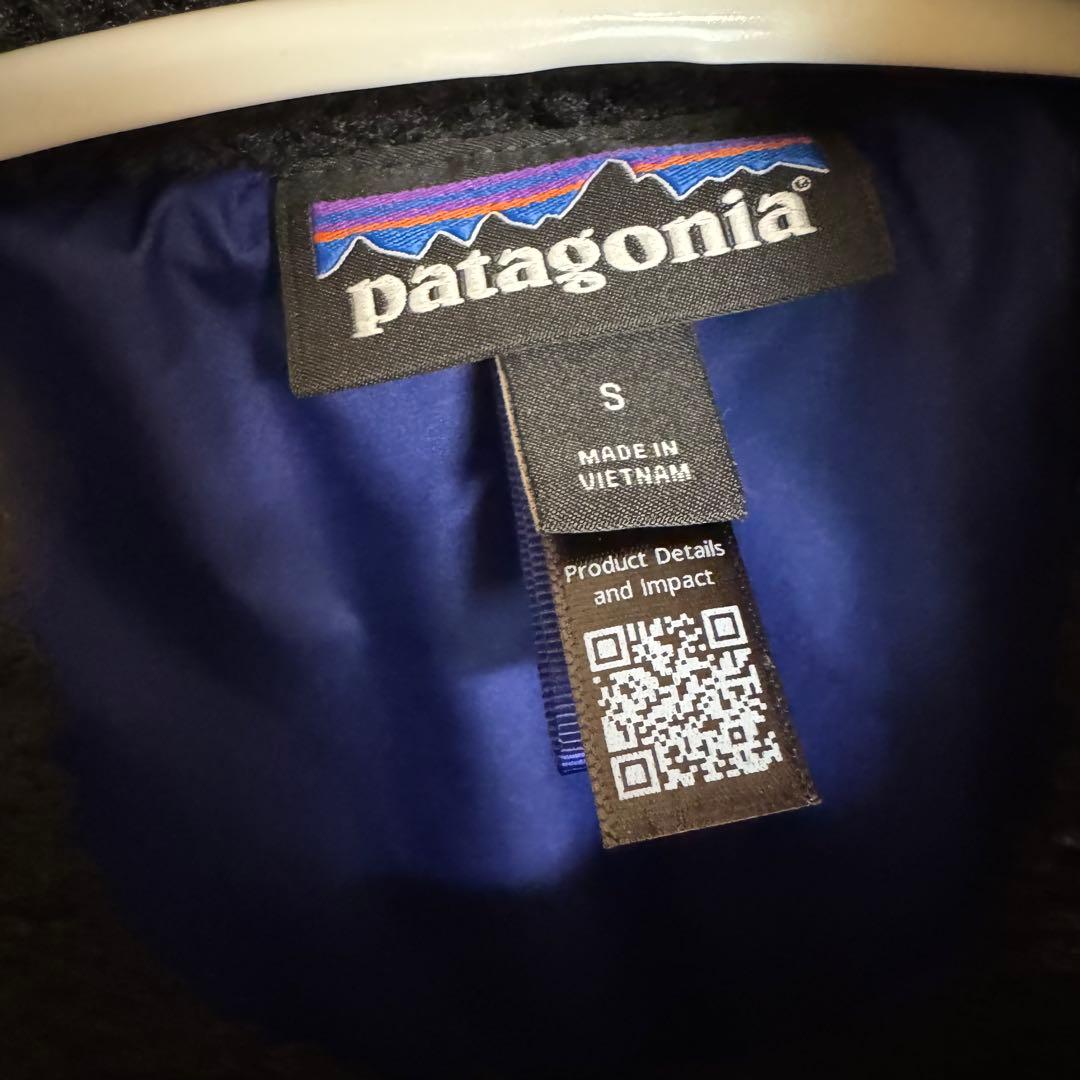 patagonia®
S
MADE IN
VIETNAM
Product Details
and Impact